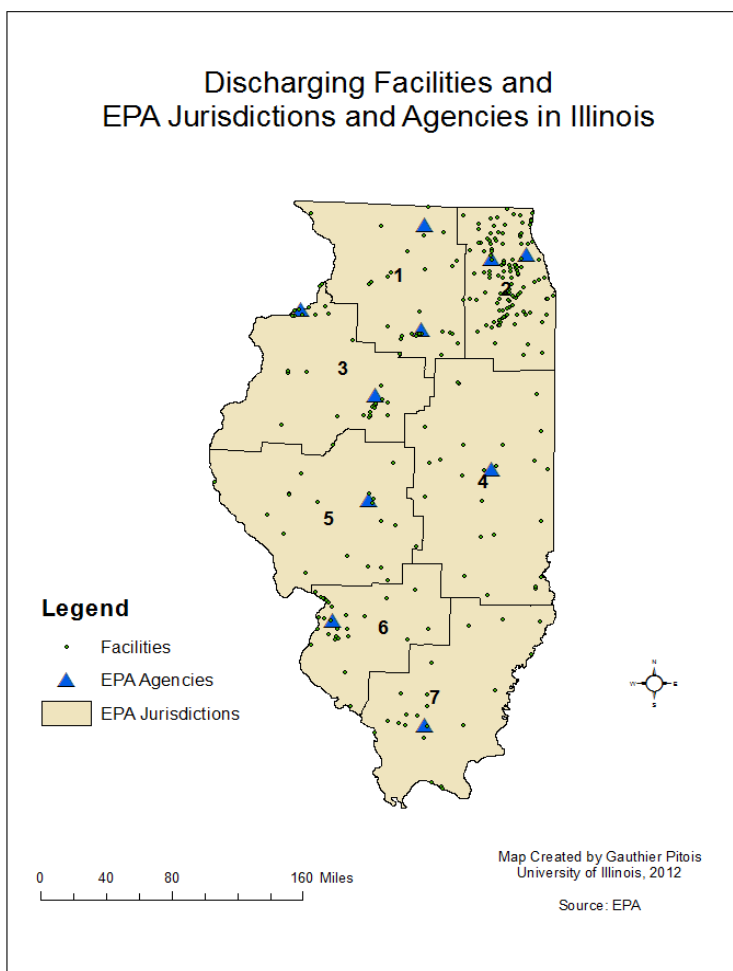 Discharging Facilities and
EPA Jurisdictions and Agencies in Illinois
1
2
3
4
5
6
7
Legend
Facilities
EPA Agencies
EPA Jurisdictions
N
W E
S
0 40 80 160 Miles
Map Created by Gauthier Pitois
University of Illinois, 2012
Source: EPA